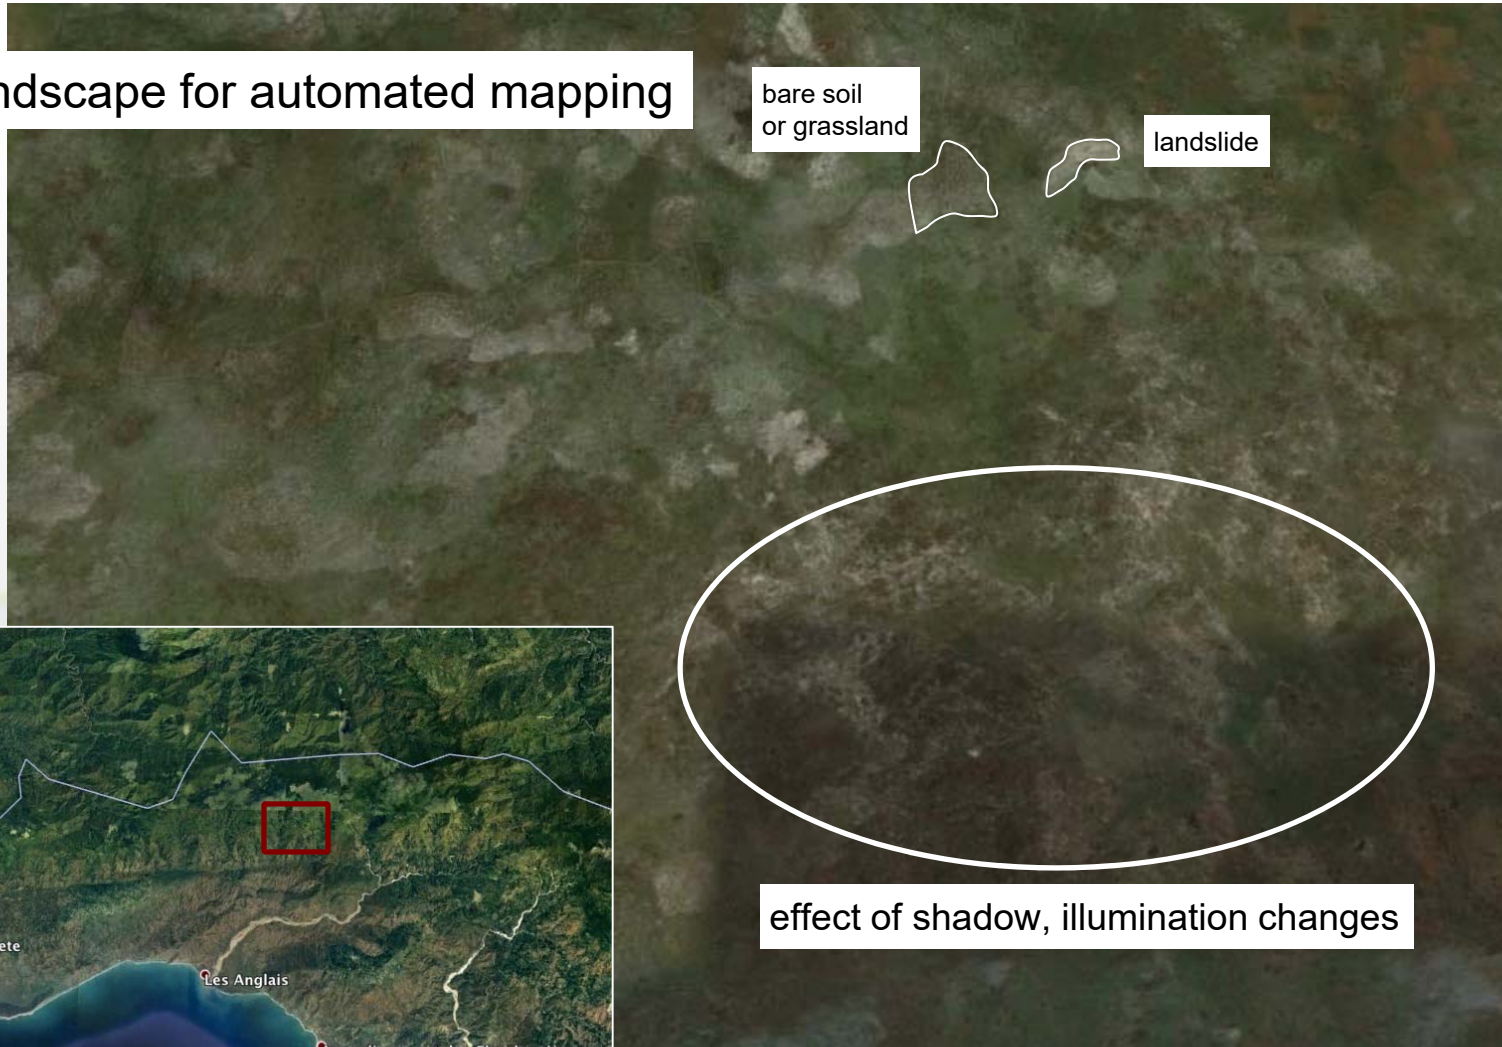 ndscape for automated mapping
bare soil
or grassland
landslide
effect of shadow, illumination changes
ete
Les Anglais